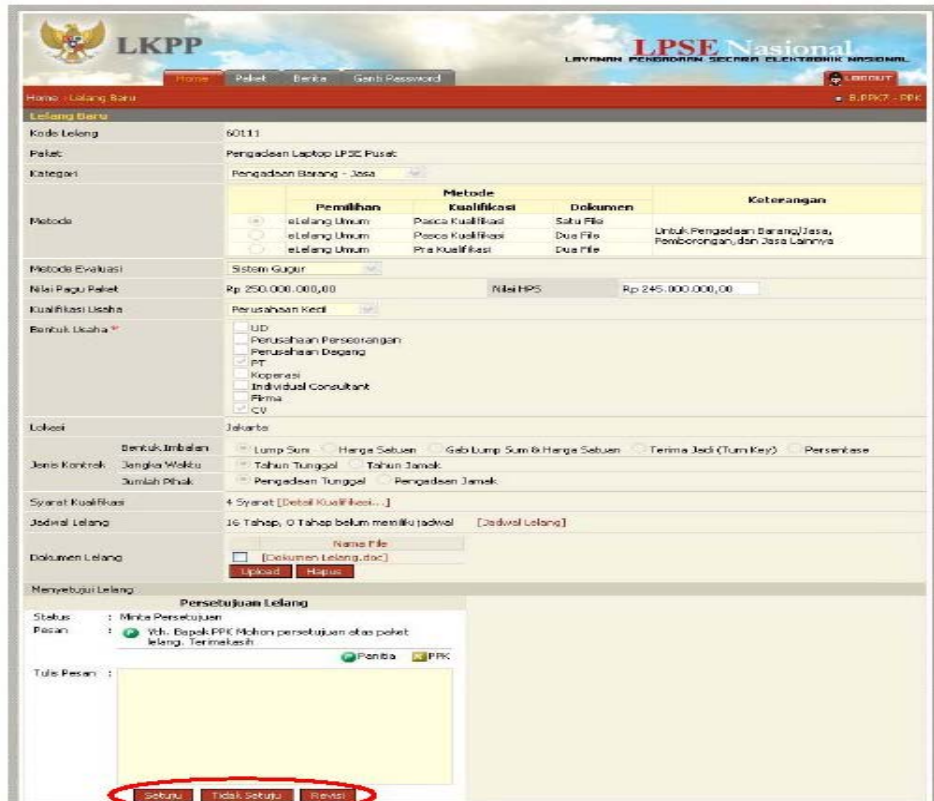 LKPP
LPSE Nasional
LAYANAN PENGADAAN SECARA ELEKTRONIK NASIONAL
Home Paket Berita Ganti Password
LOGOUT
Home Lelang Baru B.PPK7 - PPK
Lelang Baru
Kode Lelang 60111
Paket Pengadaan Laptop LPSE Pusat
Kategori Pengadaan Barang - Jasa
Metode Keterangan
Pemilihan Kualifikasi Dokumen
Metode
eLelang Umum Pasca Kualifikasi Satu File
eLelang Umum Pasca Kualifikasi Dua File
eLelang Umum Pra Kualifikasi Dua File
Untuk Pengadaan Barang/Jasa,
Pemborongan,dan Jasa Lainnya
Metode Evaluasi Sistem Gugur
Nilai Pagu Paket Rp 250.000.000,00 Nilai HPS Rp 245.000.000,00
Kualifikasi Usaha Perusahaan Kecil
Bentuk Usaha *
UD
Perusahaan Perseorangan
Perusahaan Dagang
PT
Koperasi
Individual Consultant
Firma
CV
Lokasi Jakarta
Jenis Kontrak
Bentuk Imbalan Lump Sum Harga Satuan Gab Lump Sum & Harga Satuan Terima Jadi (Turn Key) Persentase
Jangka Waktu Tahun Tunggal Tahun Jamak
Jumlah Pihak Pengadaan Tunggal Pengadaan Jamak
Syarat Kualifikasi 4 Syarat [Detail Kualifikasi...]
Jadwal Lelang 16 Tahap, 0 Tahap belum memiliki jadwal [Jadwal Lelang]
Dokumen Lelang
Nama File
[Dokumen Lelang.doc]
Upload Hapus
Menyetujui Lelang
Persetujuan Lelang
Status : Minta Persetujuan
Pesan : Yth. Bapak PPK Mohon persetujuan atas paket
lelang. Terimakasih
Panitia PPK
Tulis Pesan :
Setuju Tidak Setuju Revisi